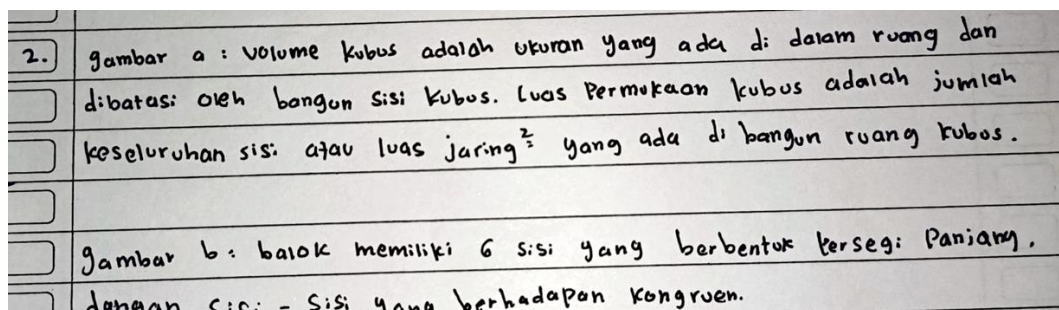 2. gambar a : volume kubus adalah ukuran yang ada di dalam ruang dan
dibatasi oleh bangun sisi kubus. Luas Permukaan kubus adalah jumlah
keseluruhan sisi atau luas jaring² yang ada di bangun ruang kubus.
gambar b : balok memiliki 6 sisi yang berbentuk persegi Panjang.
dengan sisi - sisi yang berhadapan kongruen.